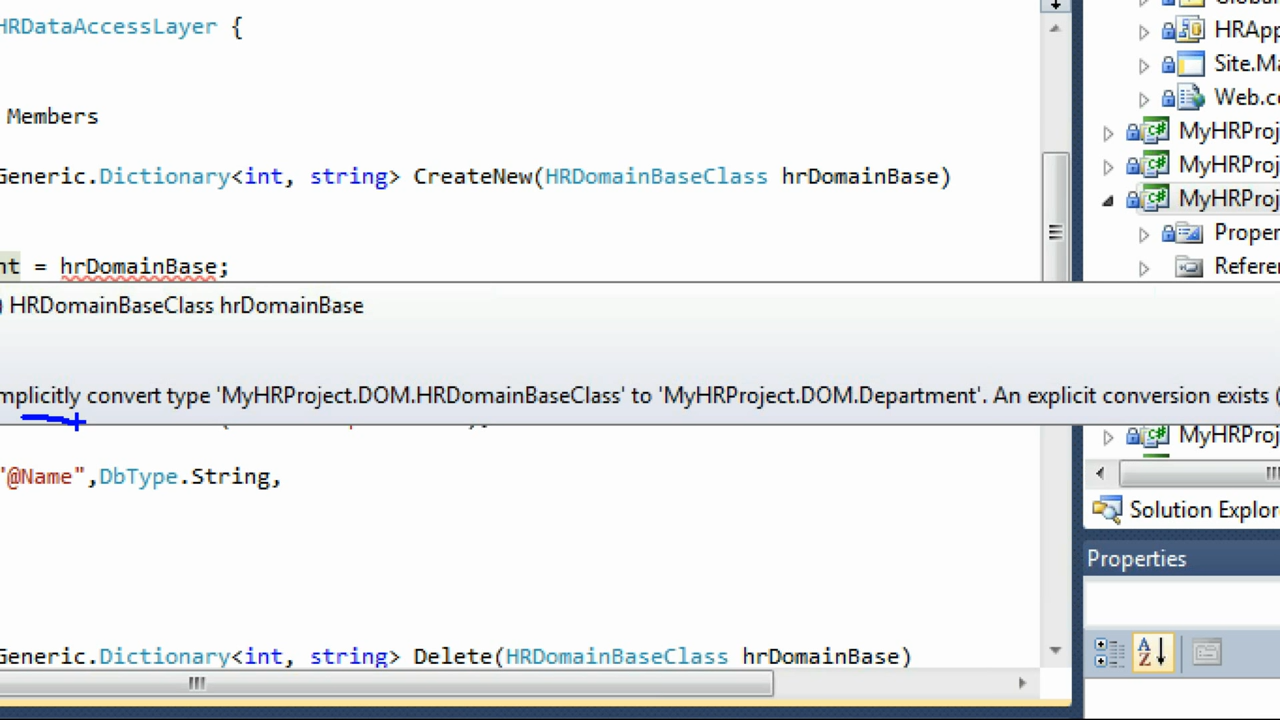 HRDataAccessLayer {
Members
Generic.Dictionary<int, string> CreateNew(HRDomainBaseClass hrDomainBase)
nt = hrDomainBase;
) HRDomainBaseClass hrDomainBase
mplicitly convert type 'MyHRProject.DOM.HRDomainBaseClass' to 'MyHRProject.DOM.Department'. An explicit conversion exists (
"@Name",DbType.String,
Generic.Dictionary<int, string> Delete(HRDomainBaseClass hrDomainBase)
HRApp
Site.Ma
Web.co
MyHRProj
MyHRProj
MyHRProj
Proper
Referen
MyHRProj
Solution Explor
Properties
A
Z